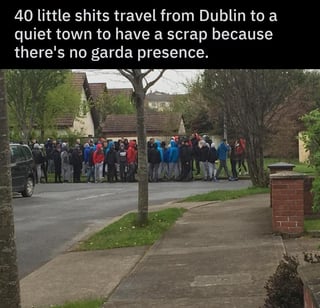 40 little shits travel from Dublin to a
quiet town to have a scrap because
there's no garda presence.